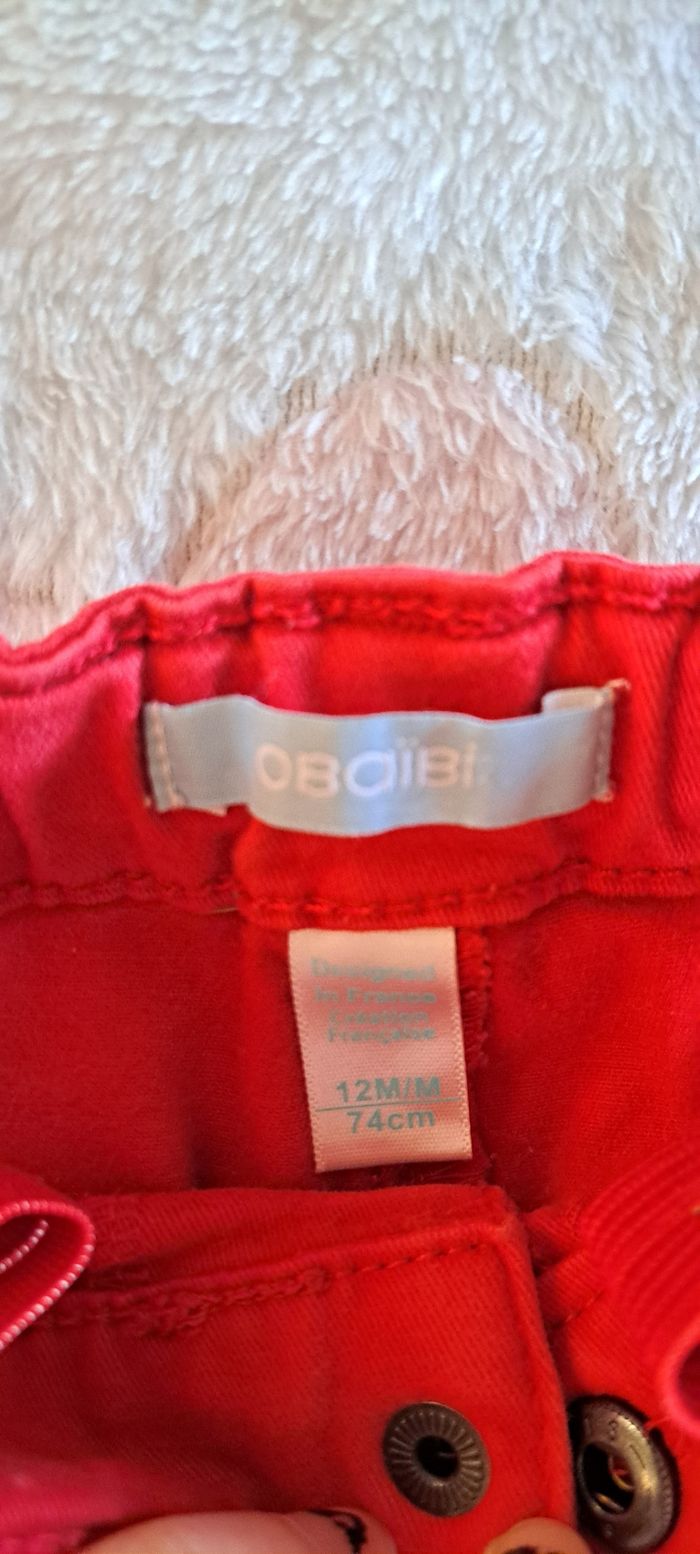 OBaïBi
Designed
in France
Création
Française
12M/M
74cm